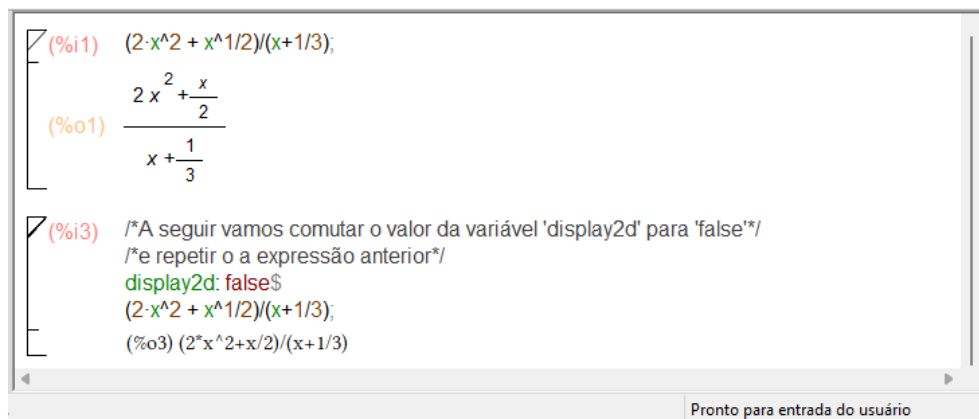 (%i1) (2·x^2 + x^1/2)/(x+1/3);
(%o1) 2 x 2 + x
2
x + 1
3
(%i3) /*A seguir vamos comutar o valor da variável 'display2d' para 'false'*/
/*e repetir o a expressão anterior*/
display2d: false$
(2·x^2 + x^1/2)/(x+1/3);
(%o3) (2*x^2+x/2)/(x+1/3)
Pronto para entrada do usuário